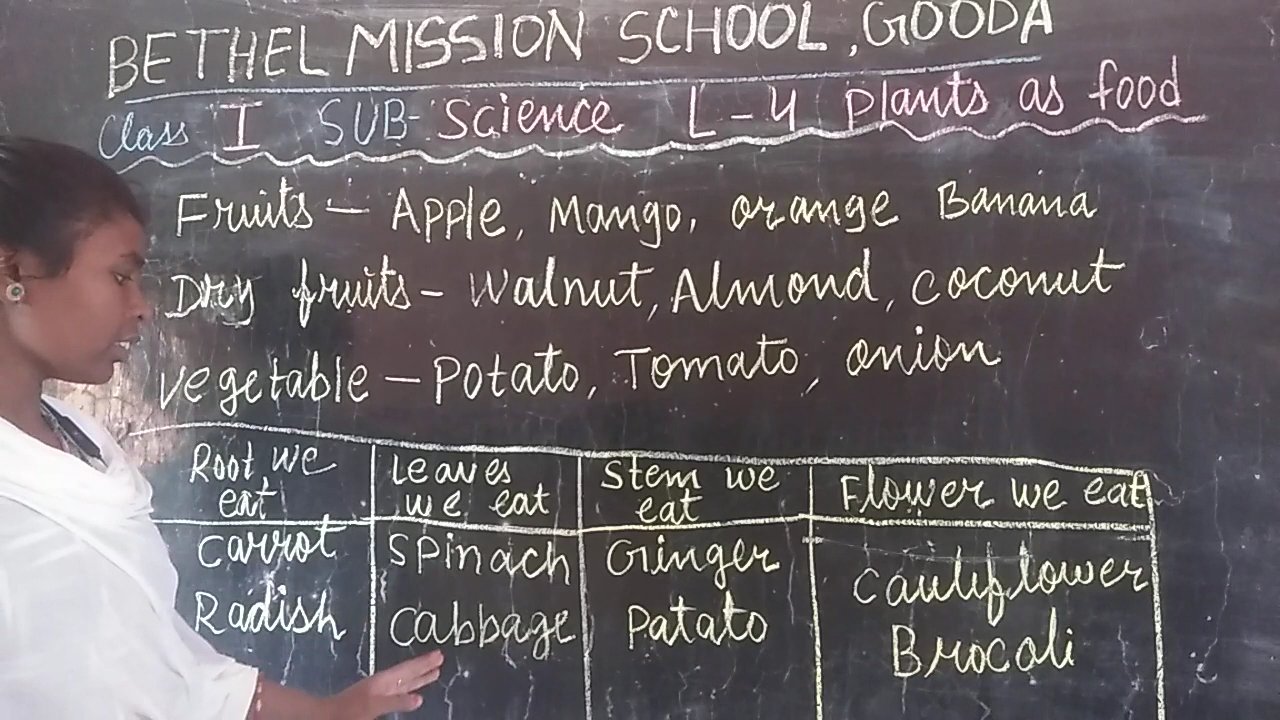 BETHEL MISSION SCHOOL, GOODA
Class I SUB- Science L-4 Plants as food
Fruits — Apple, Mango, orange Banana
Dry fruits - Walnut, Almond, coconut
Vegetable — Potato, Tomato, onion
Root we eat
Leaves we eat
Stem we eat
Flower we eat
Carrot
Spinach
Ginger
Cauliflower
Radish
Cabbage
Patato
Brocoli